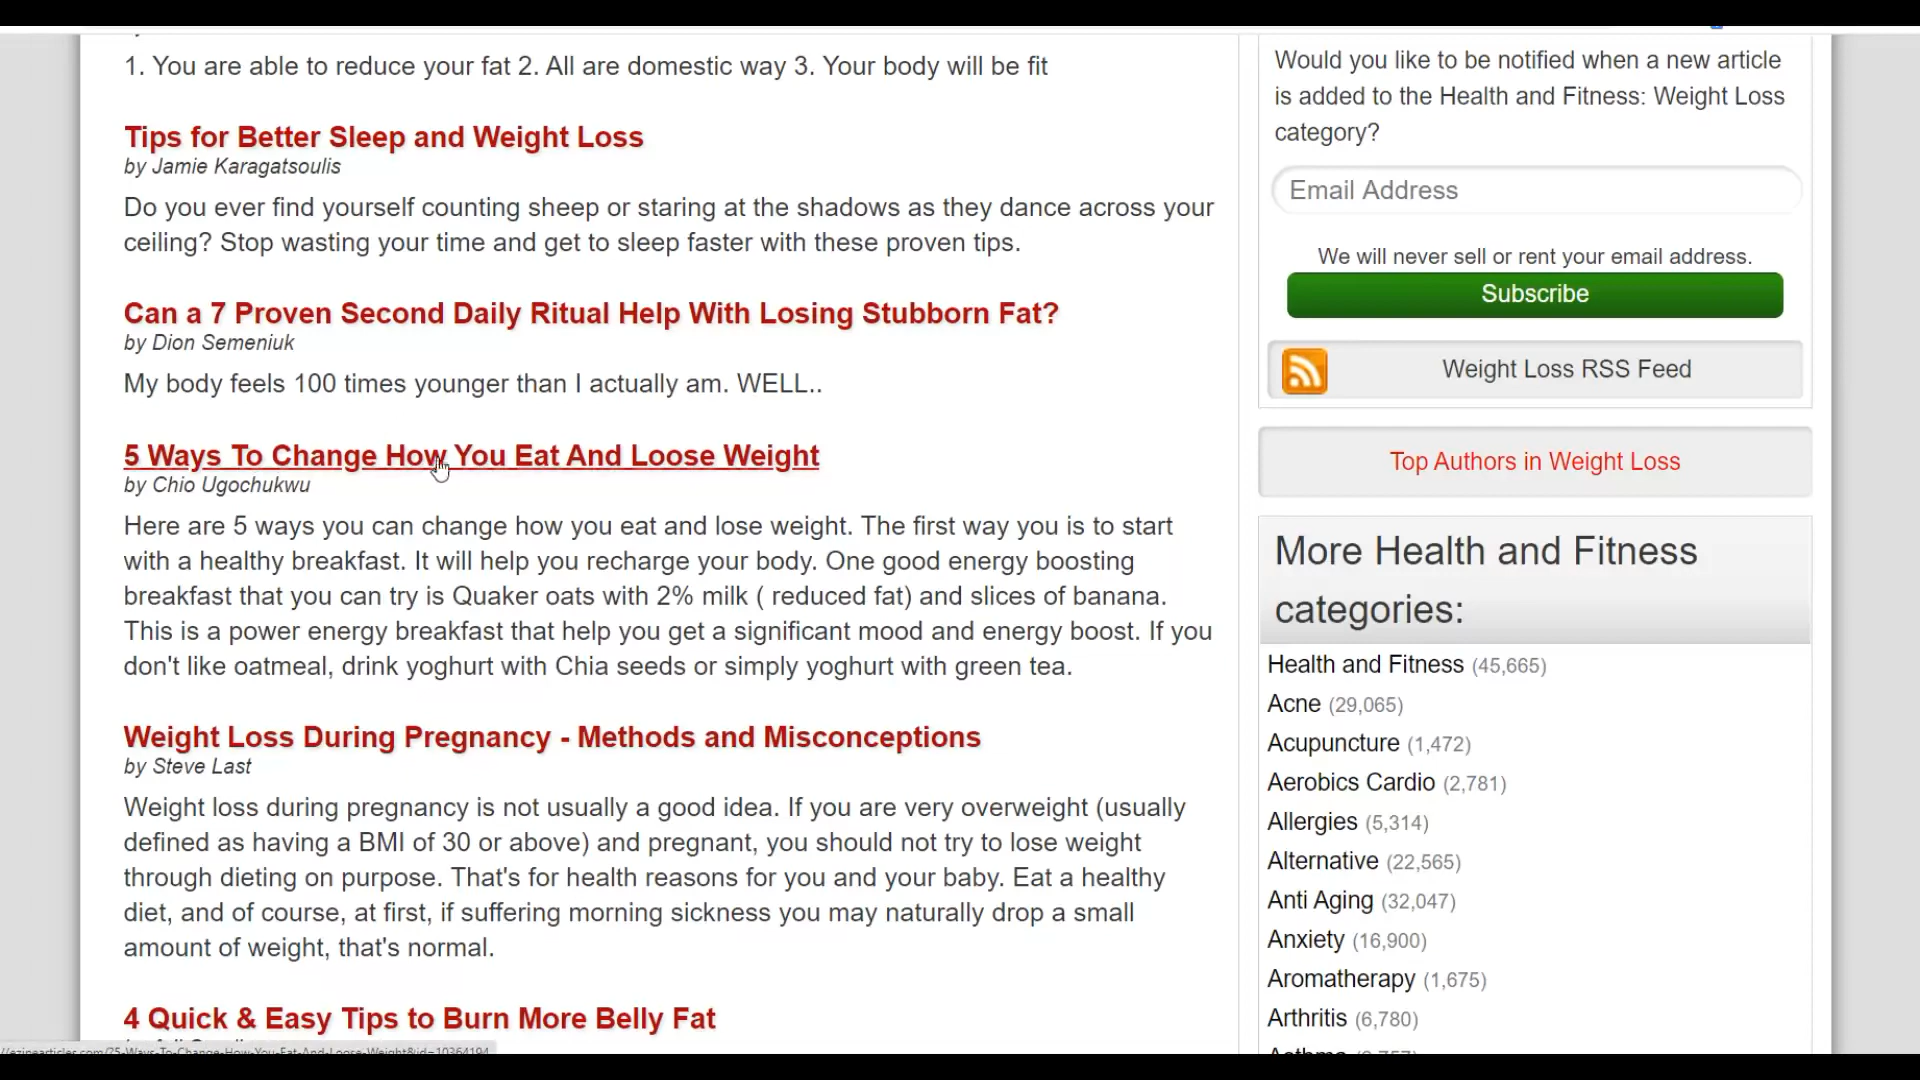 1. You are able to reduce your fat 2. All are domestic way 3. Your body will be fit
Tips for Better Sleep and Weight Loss
by Jamie Karagatsoulis
Do you ever find yourself counting sheep or staring at the shadows as they dance across your
ceiling? Stop wasting your time and get to sleep faster with these proven tips.
Can a 7 Proven Second Daily Ritual Help With Losing Stubborn Fat?
by Dion Semeniuk
My body feels 100 times younger than I actually am. WELL..
5 Ways To Change How You Eat And Loose Weight
by Chio Ugochukwu
Here are 5 ways you can change how you eat and lose weight. The first way you is to start
with a healthy breakfast. It will help you recharge your body. One good energy boosting
breakfast that you can try is Quaker oats with 2% milk ( reduced fat) and slices of banana.
This is a power energy breakfast that help you get a significant mood and energy boost. If you
don't like oatmeal, drink yoghurt with Chia seeds or simply yoghurt with green tea.
Weight Loss During Pregnancy - Methods and Misconceptions
by Steve Last
Weight loss during pregnancy is not usually a good idea. If you are very overweight (usually
defined as having a BMI of 30 or above) and pregnant, you should not try to lose weight
through dieting on purpose. That's for health reasons for you and your baby. Eat a healthy
diet, and of course, at first, if suffering morning sickness you may naturally drop a small
amount of weight, that's normal.
4 Quick & Easy Tips to Burn More Belly Fat
Would you like to be notified when a new article
is added to the Health and Fitness: Weight Loss
category?
Email Address
We will never sell or rent your email address.
Subscribe
Weight Loss RSS Feed
Top Authors in Weight Loss
More Health and Fitness
categories:
Health and Fitness (45,665)
Acne (29,065)
Acupuncture (1,472)
Aerobics Cardio (2,781)
Allergies (5,314)
Alternative (22,565)
Anti Aging (32,047)
Anxiety (16,900)
Aromatherapy (1,675)
Arthritis (6,780)